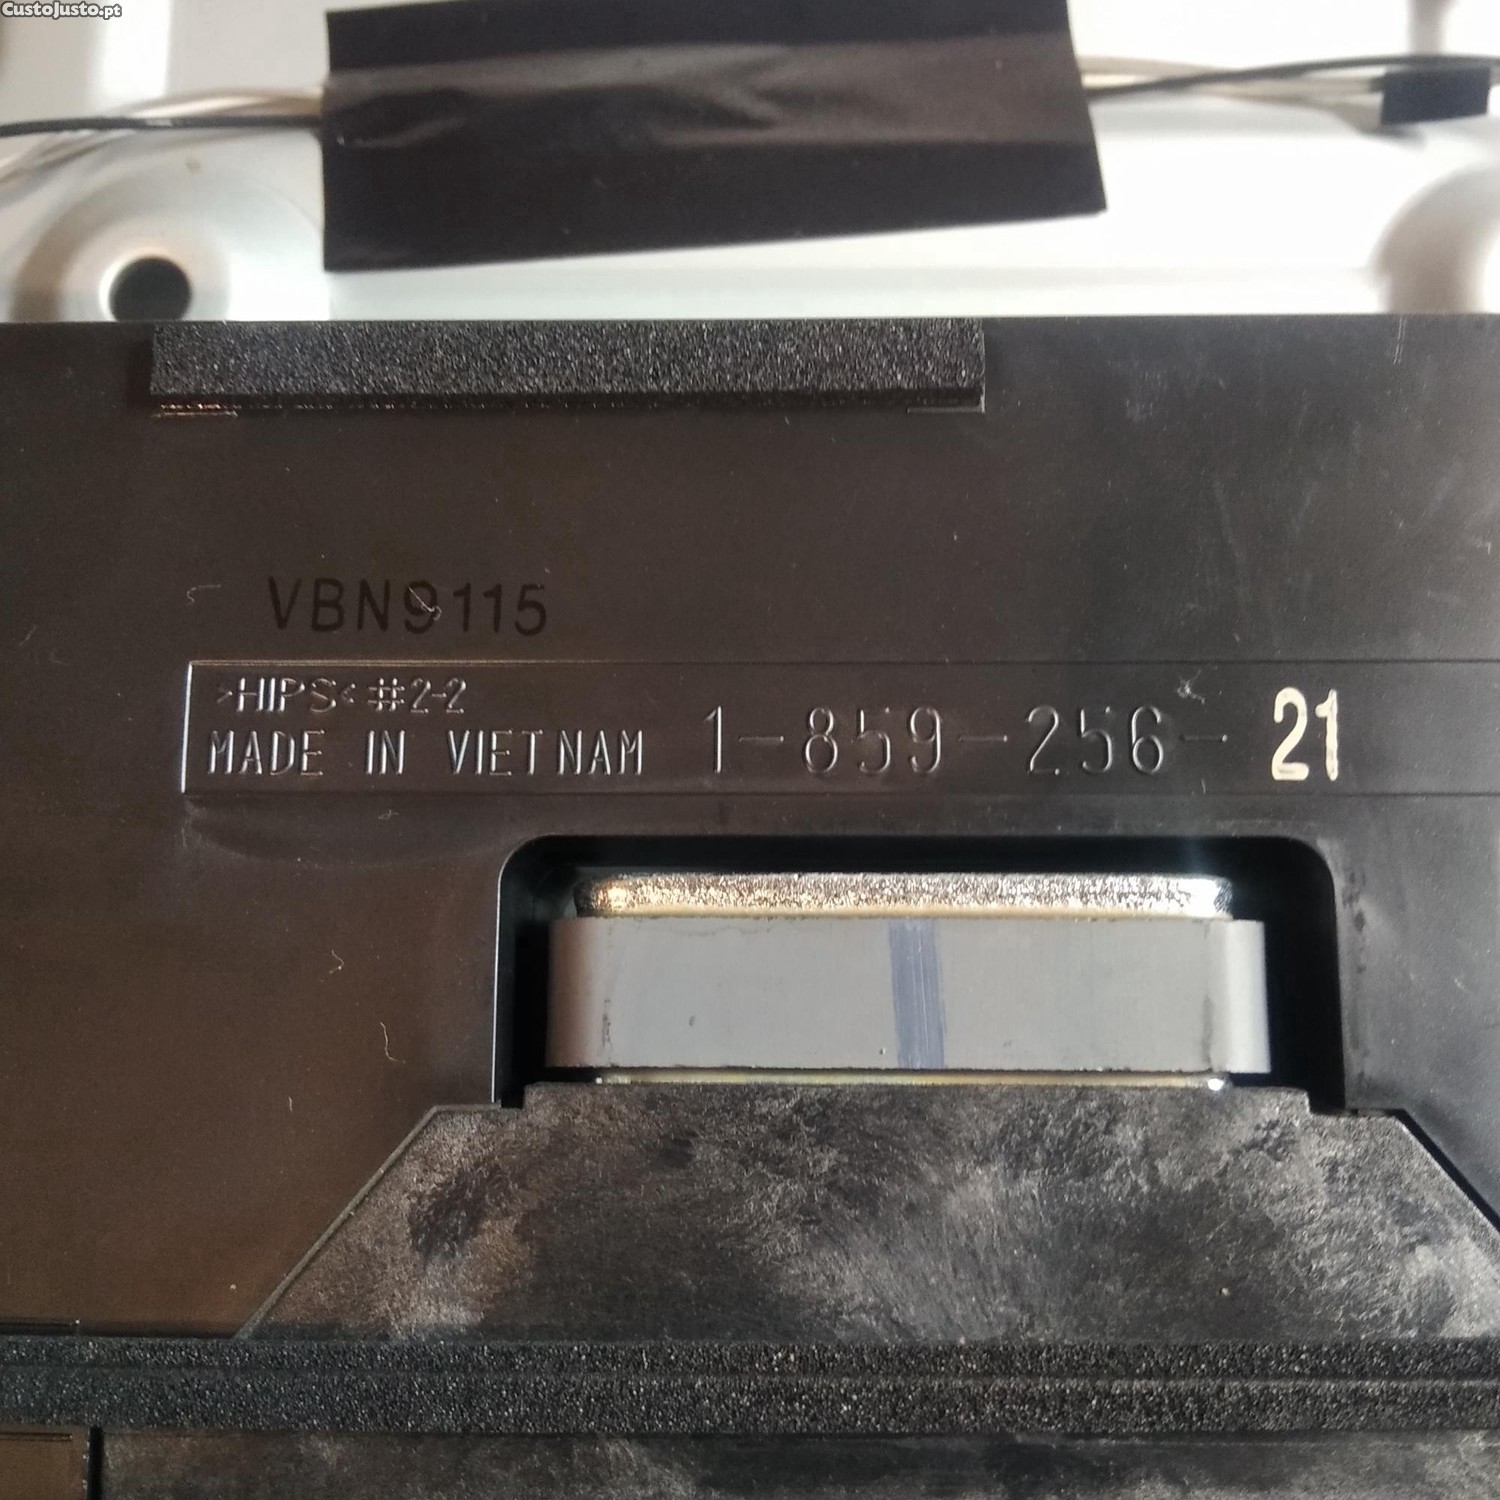 CustoJusto.pt
VBN9115
>HIPS< #2-2
MADE IN VIETNAM 1-859-256-21